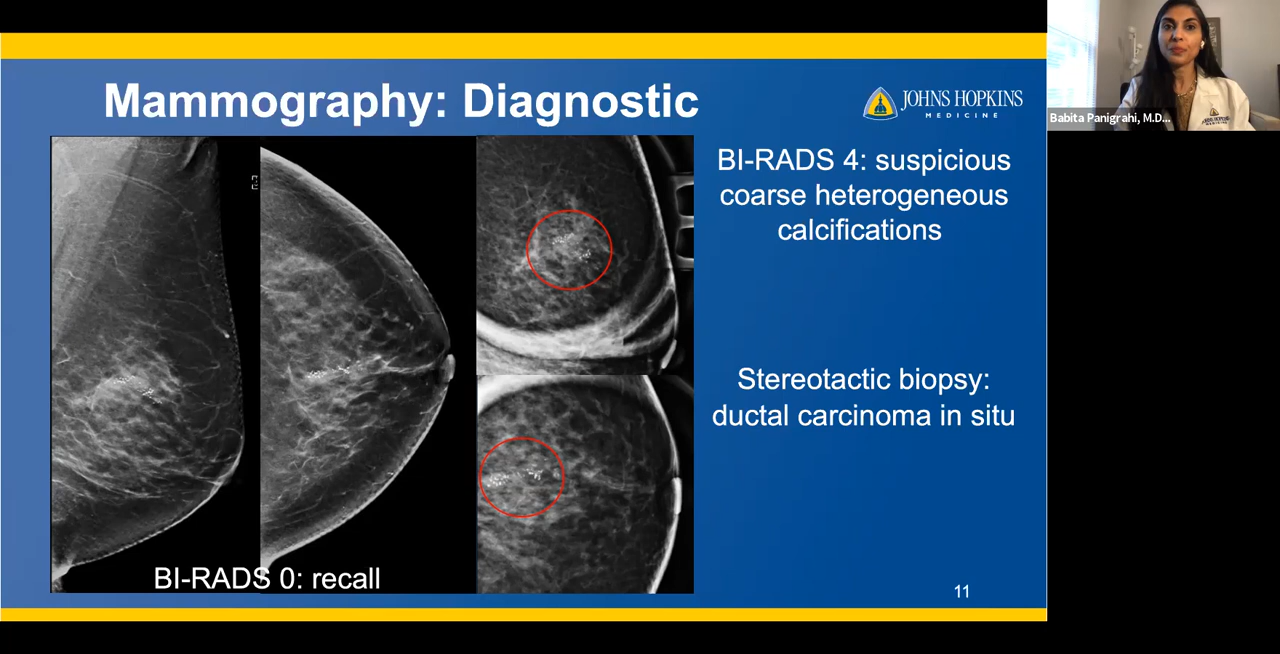 Mammography: Diagnostic
JOHNS HOPKINS
MEDICINE
BI-RADS 4: suspicious
coarse heterogeneous
calcifications
Stereotactic biopsy:
ductal carcinoma in situ
BI-RADS 0: recall
11
Babita Panigrahi, M.D...